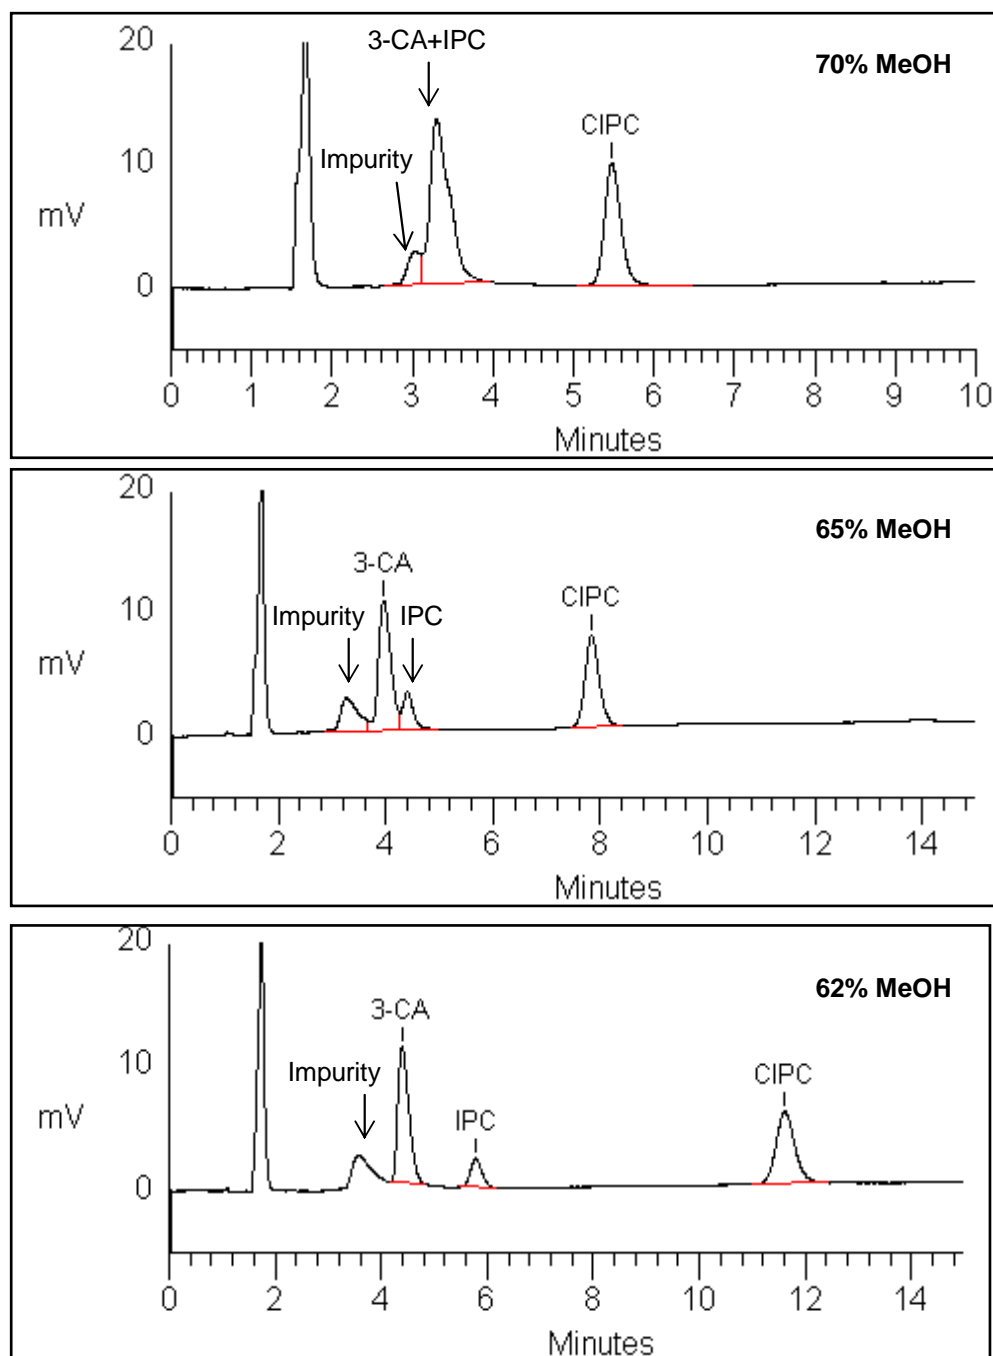 20
3-CA+IPC
70% MeOH
CIPC
Impurity
10
mV
0
0 1 2 3 4 5 6 7 8 9 10
Minutes
20
65% MeOH
3-CA
Impurity IPC
CIPC
10
mV
0
0 2 4 6 8 10 12 14
Minutes
20
62% MeOH
3-CA
Impurity
CIPC
10
IPC
mV
0
0 2 4 6 8 10 12 14
Minutes